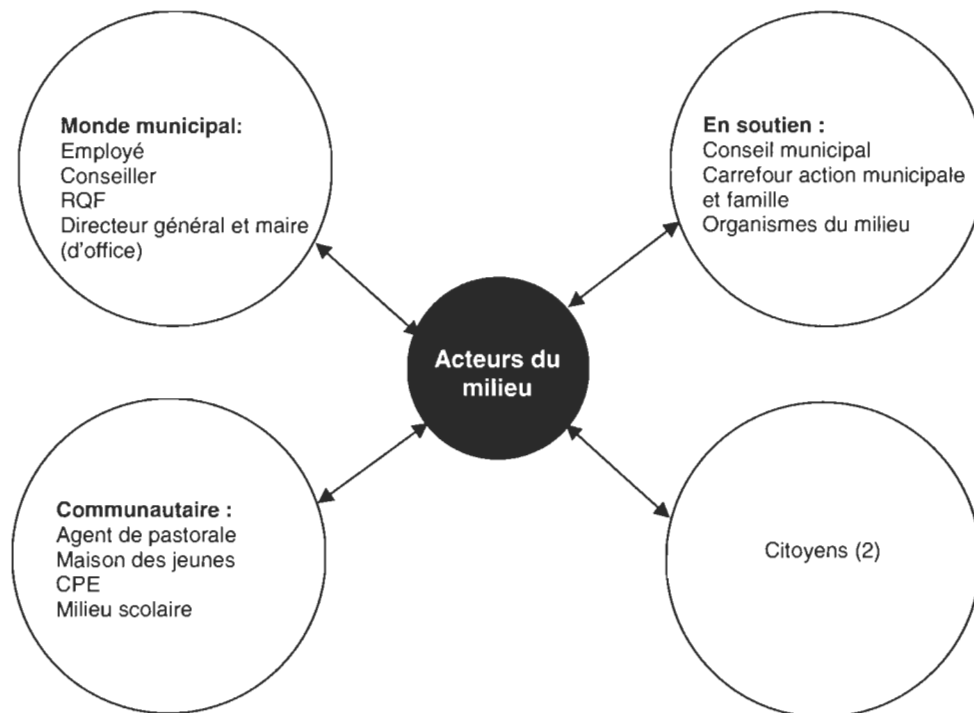 Monde municipal:
Employé
Conseiller
RQF
Directeur général et maire
(d'office)
En soutien :
Conseil municipal
Carrefour action municipale
et famille
Organismes du milieu
Acteurs du
milieu
Communautaire :
Agent de pastorale
Maison des jeunes
CPE
Milieu scolaire
Citoyens (2)